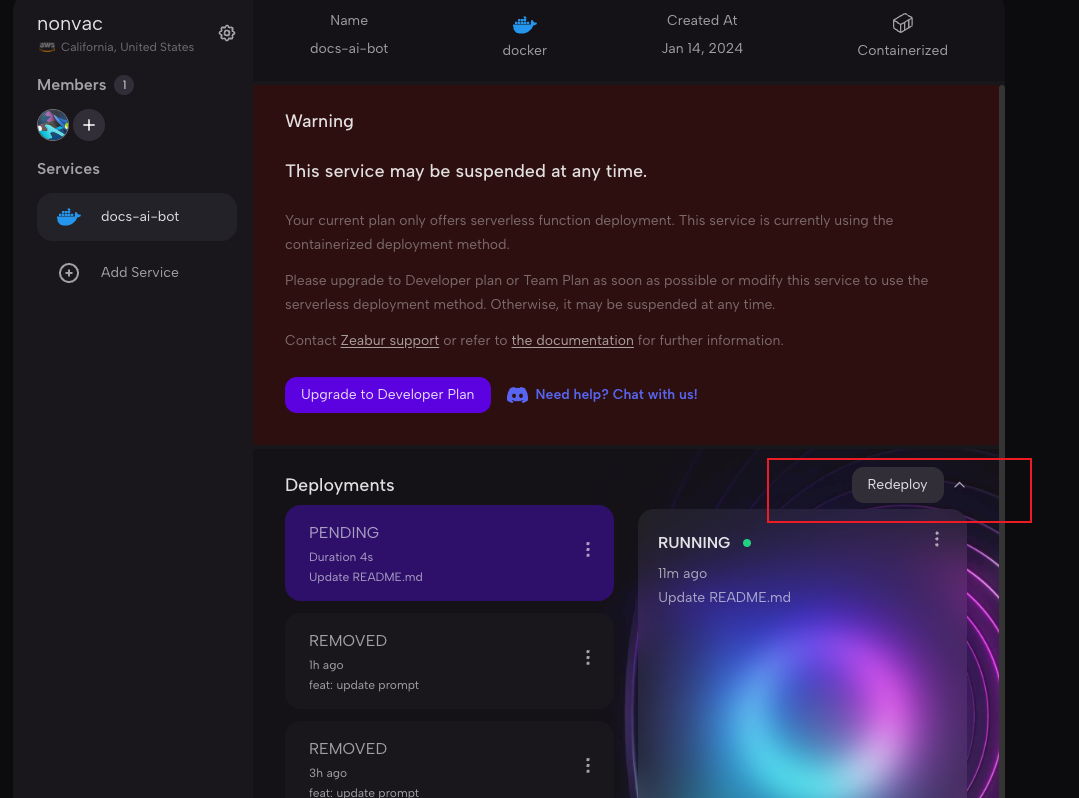 nonvac
aws California, United States
Members 1
Services
docs-ai-bot
Add Service
Name
docs-ai-bot
docker
Created At
Jan 14, 2024
Containerized
Warning
This service may be suspended at any time.
Your current plan only offers serverless function deployment. This service is currently using the
containerized deployment method.
Please upgrade to Developer plan or Team Plan as soon as possible or modify this service to use the
serverless deployment method. Otherwise, it may be suspended at any time.
Contact Zeabur support or refer to the documentation for further information.
Upgrade to Developer Plan
Need help? Chat with us!
Deployments
Redeploy
PENDING
Duration 4s
Update README.md
REMOVED
1h ago
feat: update prompt
REMOVED
3h ago
feat: update prompt
RUNNING
11m ago
Update README.md